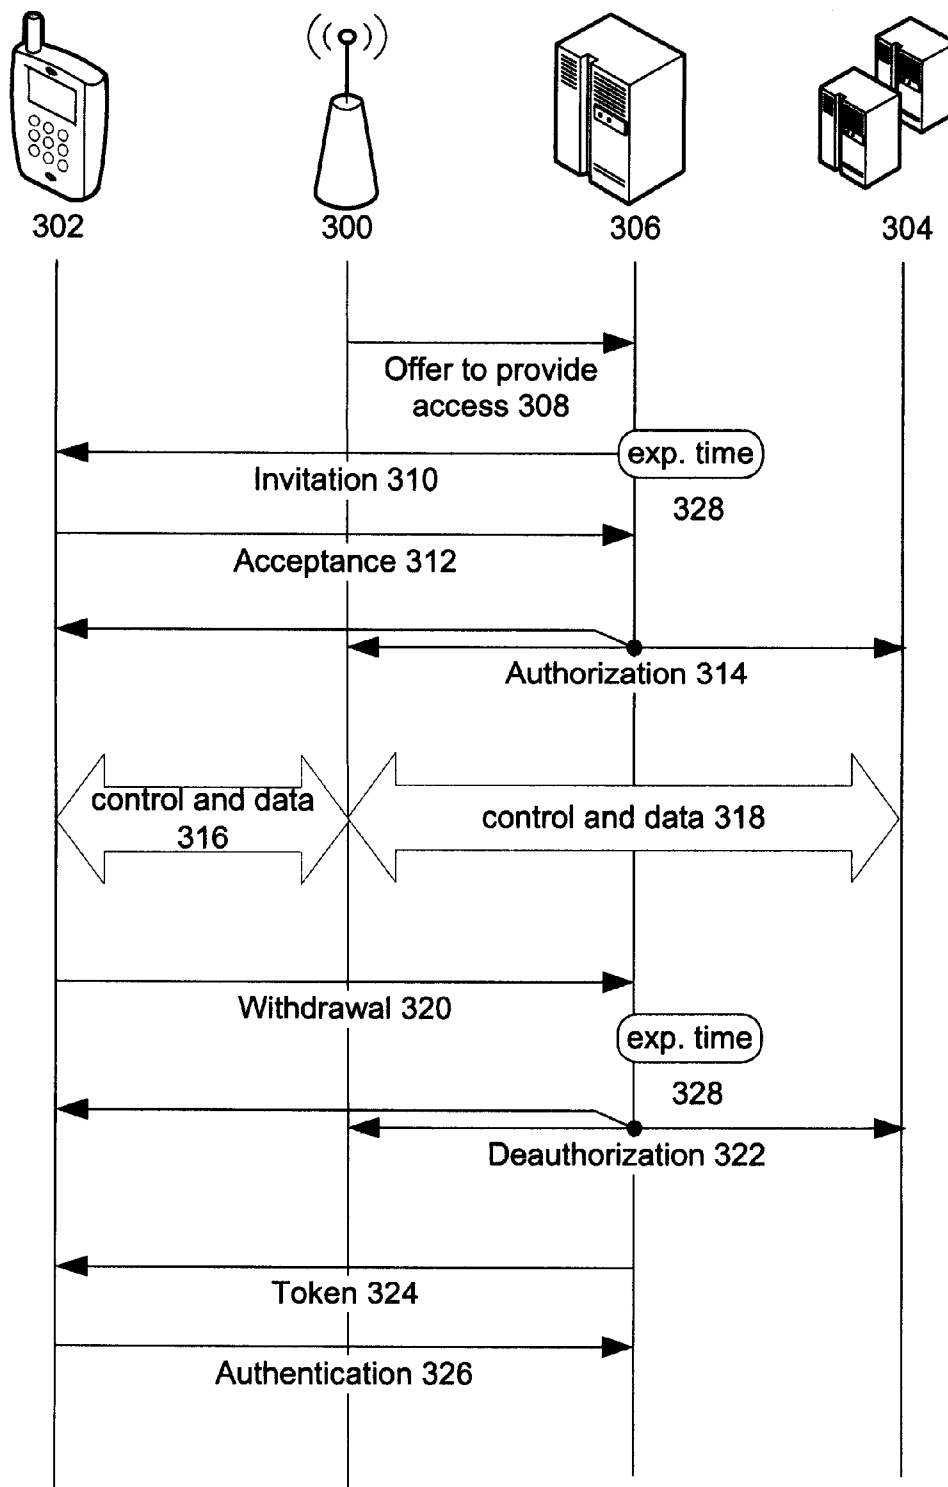 302
300
306
304
Offer to provide
access 308
exp. time
Invitation 310
328
Acceptance 312
Authorization 314
control and data
316
control and data 318
Withdrawal 320
exp. time
328
Deauthorization 322
Token 324
Authentication 326